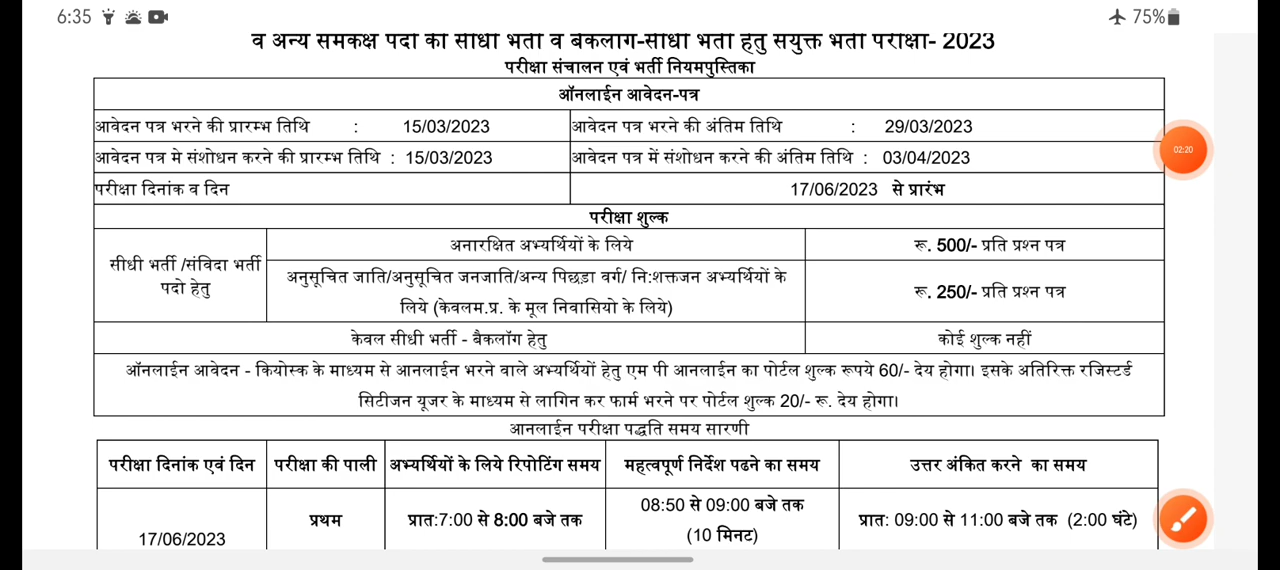 6:35
75%
व अन्य समकक्ष पदों की सीधी भर्ती व बैकलॉग-सीधी भर्ती हेतु संयुक्त भर्ती परीक्षा- 2023
परीक्षा संचालन एवं भर्ती नियमपुस्तिका
ऑनलाईन आवेदन-पत्र
आवेदन पत्र भरने की प्रारम्भ तिथि : 15/03/2023 आवेदन पत्र भरने की अंतिम तिथि : 29/03/2023
02:20
आवेदन पत्र मे संशोधन करने की प्रारम्भ तिथि : 15/03/2023 आवेदन पत्र में संशोधन करने की अंतिम तिथि : 03/04/2023
परीक्षा दिनांक व दिन 17/06/2023 से प्रारंभ
परीक्षा शुल्क
सीधी भर्ती /संविदा भर्ती
पदो हेतु
अनारक्षित अभ्यर्थियों के लिये रू. 500/- प्रति प्रश्न पत्र
अनुसूचित जाति/अनुसूचित जनजाति/अन्य पिछड़ा वर्ग/ नि:शक्तजन अभ्यर्थियों के
लिये (केवलम.प्र. के मूल निवासियो के लिये)
रू. 250/- प्रति प्रश्न पत्र
केवल सीधी भर्ती - बैकलॉग हेतु कोई शुल्क नहीं
ऑनलाईन आवेदन - कियोस्क के माध्यम से आनलाईन भरने वाले अभ्यर्थियों हेतु एम पी आनलाईन का पोर्टल शुल्क रूपये 60/- देय होगा। इसके अतिरिक्त रजिस्टर्ड
सिटीजन यूजर के माध्यम से लागिन कर फार्म भरने पर पोर्टल शुल्क 20/- रू. देय होगा।
आनलाईन परीक्षा पद्धति समय सारणी
परीक्षा दिनांक एवं दिन परीक्षा की पाली अभ्यर्थियों के लिये रिपोर्टिंग समय महत्वपूर्ण निर्देश पढने का समय उत्तर अंकित करने का समय
17/06/2023
प्रथम
प्रात:7:00 से 8:00 बजे तक
08:50 से 09:00 बजे तक
(10 मिनट)
प्रात: 09:00 से 11:00 बजे तक (2:00 घंटे)